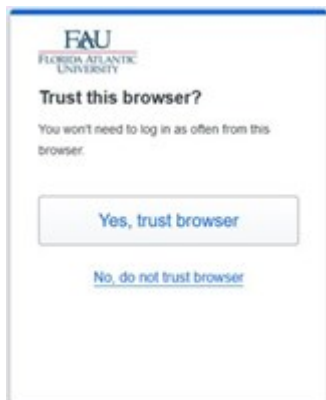 FAU
FLORIDA ATLANTIC
UNIVERSITY
Trust this browser?
You won't need to log in as often from this
browser.
Yes, trust browser
No, do not trust browser